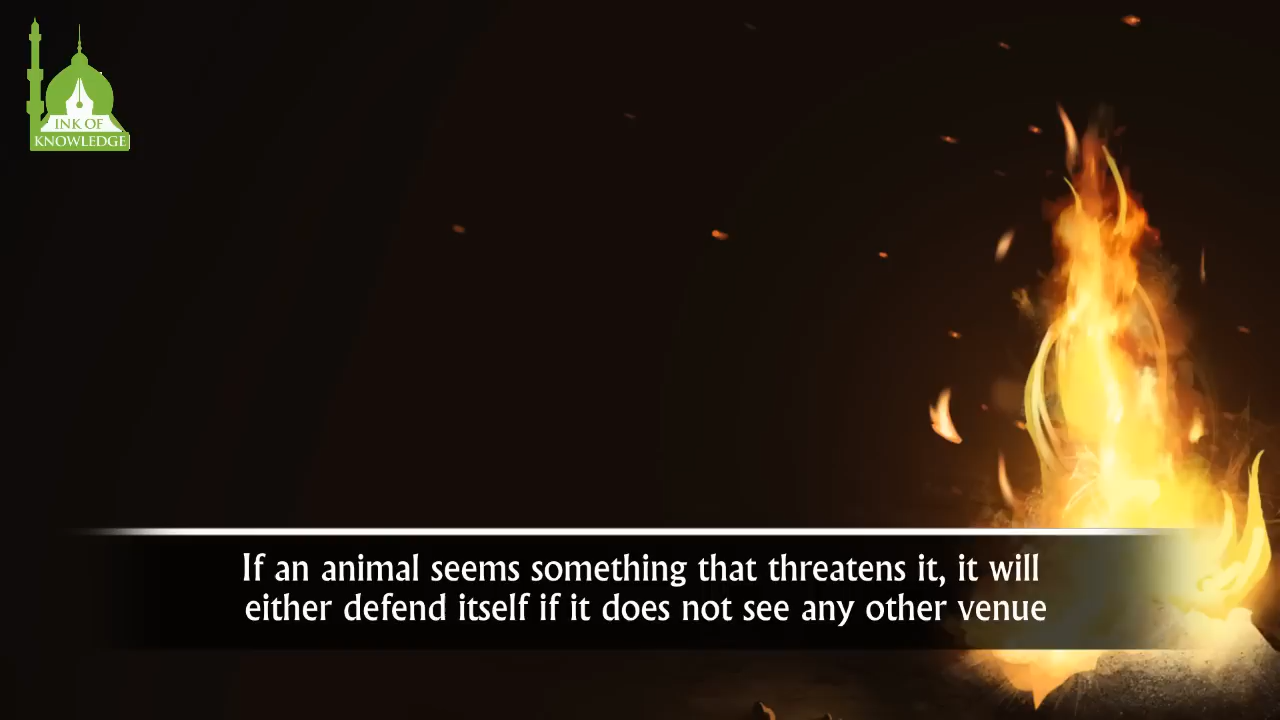 INK OF
KNOWLEDGE
If an animal seems something that threatens it, it will
either defend itself if it does not see any other venue